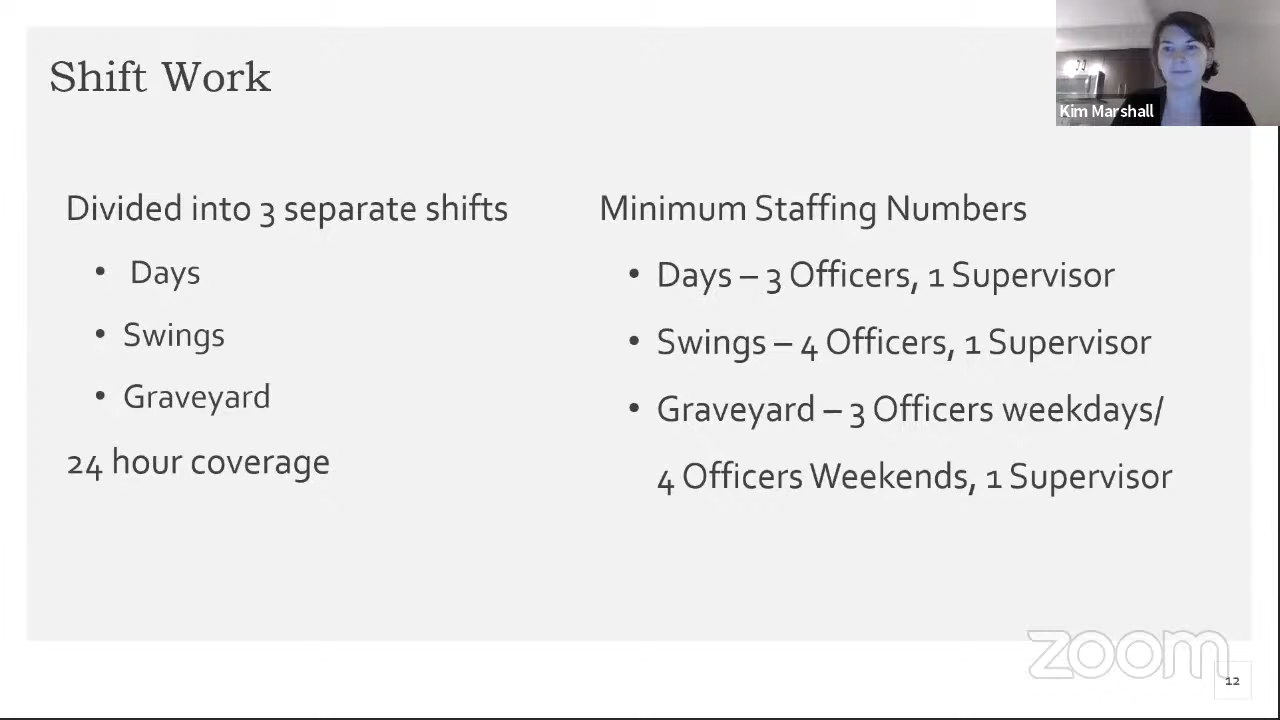 Shift Work
Kim Marshall
Divided into 3 separate shifts
• Days
• Swings
• Graveyard
24 hour coverage
Minimum Staffing Numbers
• Days – 3 Officers, 1 Supervisor
• Swings – 4 Officers, 1 Supervisor
• Graveyard – 3 Officers weekdays/
4 Officers Weekends, 1 Supervisor
zoom
12